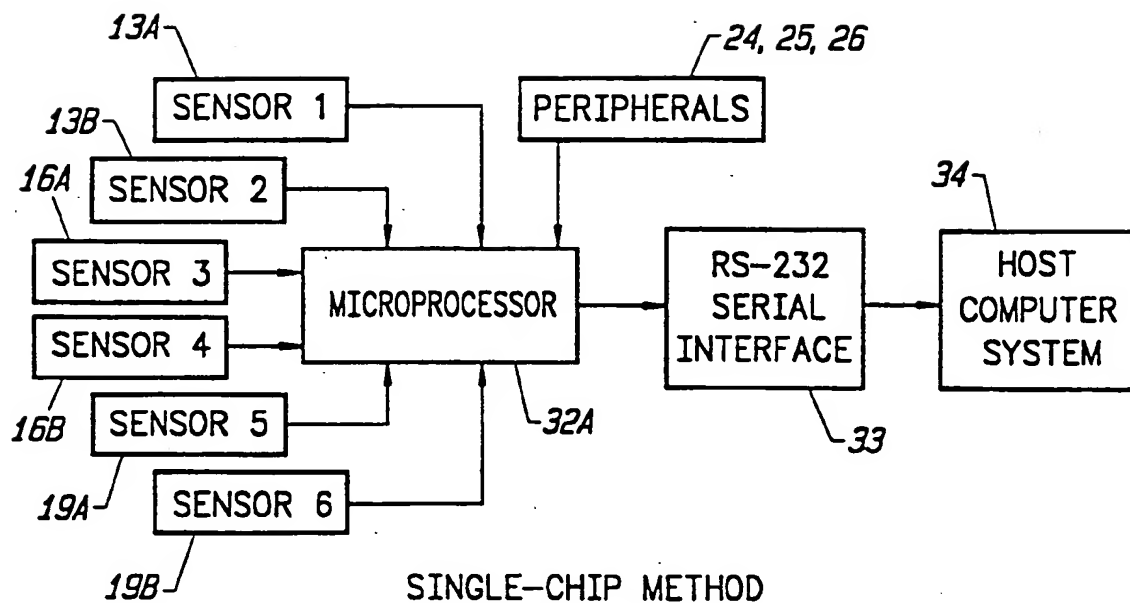 13A
24, 25, 26
SENSOR 1
PERIPHERALS
13B
SENSOR 2
16A
34
SENSOR 3
MICROPROCESSOR
RS-232
SERIAL
INTERFACE
HOST
COMPUTER
SYSTEM
SENSOR 4
16B
SENSOR 5
32A
33
19A
SENSOR 6
19B
SINGLE-CHIP METHOD